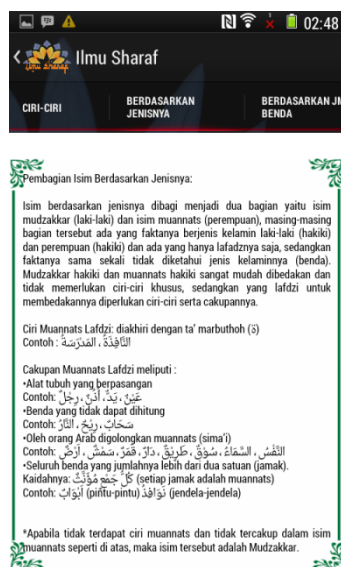 02:48
Ilmu Sharaf
CIRI-CIRI
BERDASARKAN
JENISNYA
BERDASARKAN
BENDA
Pembagian Isim Berdasarkan Jenisnya:
Isim berdasarkan jenisnya dibagi menjadi dua bagian yaitu isim
mudzakkar (laki-laki) dan isim muannats (perempuan), masing-masing
bagian tersebut ada yang faktanya berjenis kelamin laki-laki (hakiki)
dan perempuan (hakiki) dan ada yang hanya lafadznya saja, sedangkan
faktanya sama sekali tidak diketahui jenis kelaminnya (benda).
Mudzakkar hakiki dan muannats hakiki sangat mudah dibedakan dan
tidak memerlukan ciri-ciri khusus, sedangkan yang lafdzi untuk
membedakannya diperlukan ciri-ciri serta cakupannya.
Ciri Muannats Lafdzi: diakhiri dengan ta' marbuthoh (ة)
Contoh : النَّافِذَةُ ، المَدْرَسَةُ
Cakupan Muannats Lafdzi meliputi :
•Alat tubuh yang berpasangan
Contoh: عَيْنٌ ، يَدٌ ، أُذُنٌ ، رِجْلٌ
•Benda yang tidak dapat dihitung
Contoh: سَحَابٌ ، رِيْحٌ ، النَّارُ
•Oleh orang Arab digolongkan muannats (sima'i)
Contoh: النَّفْسُ ، السَّمَاءُ ، سُوْقٌ ، طَرِيْقٌ ، دَارٌ ، قَمَرٌ ، سَمْشٌ ، أَرْضٌ
•Seluruh benda yang jumlahnya lebih dari dua satuan (jamak).
Kaidahnya: كُلُّ جَمْعٍ مُؤَنَّثٌ (setiap jamak adalah muannats)
Contoh: أَبْوَابٌ (pintu-pintu) نَوَافِذُ (jendela-jendela)
*Apabila tidak terdapat ciri muannats dan tidak tercakup dalam isim
muannats seperti di atas, maka isim tersebut adalah Mudzakkar.